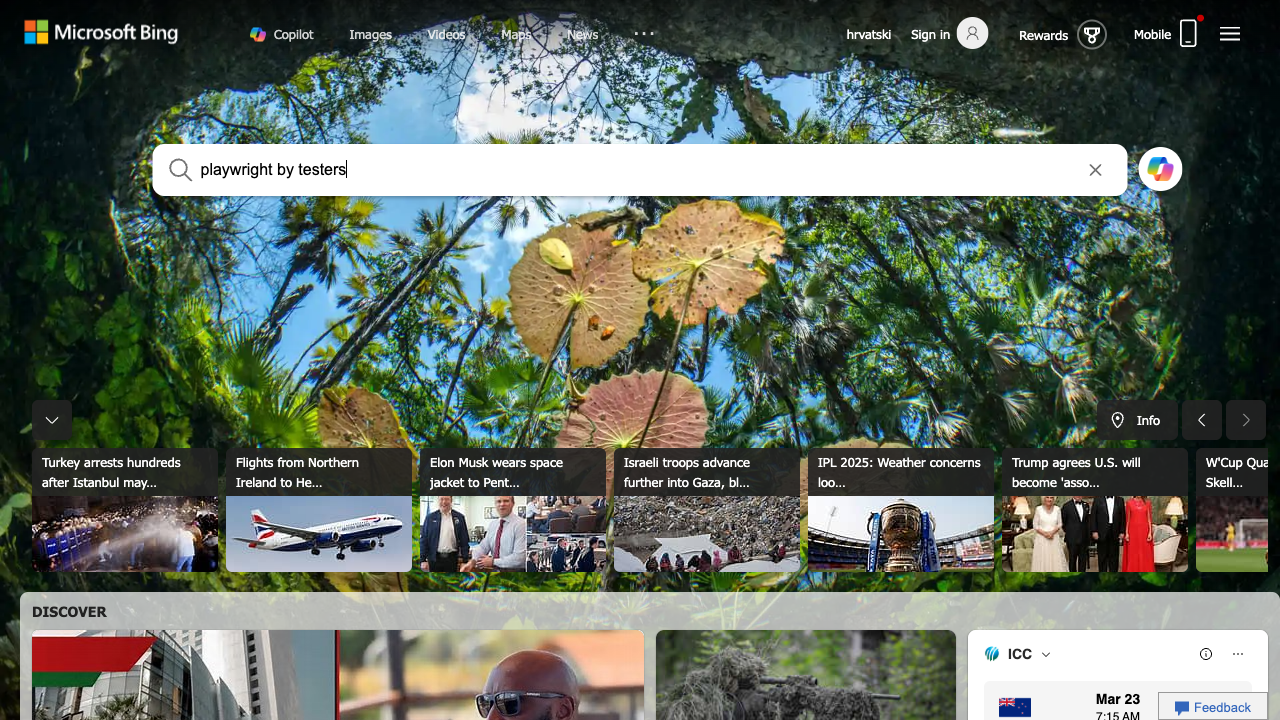 Microsoft Bing
Copilot
Images
Videos
Maps
News
hrvatski
Sign in
Rewards
Mobile
playwright by testers
Info
Turkey arrests hundreds
after Istanbul may...
Flights from Northern
Ireland to He...
Elon Musk wears space
jacket to Pent...
Israeli troops advance
further into Gaza, bl...
IPL 2025: Weather concerns
loo...
Trump agrees U.S. will
become 'asso...
W'Cup Qua
Skell...
DISCOVER
ICC
Mar 23
7:15 AM
Feedback